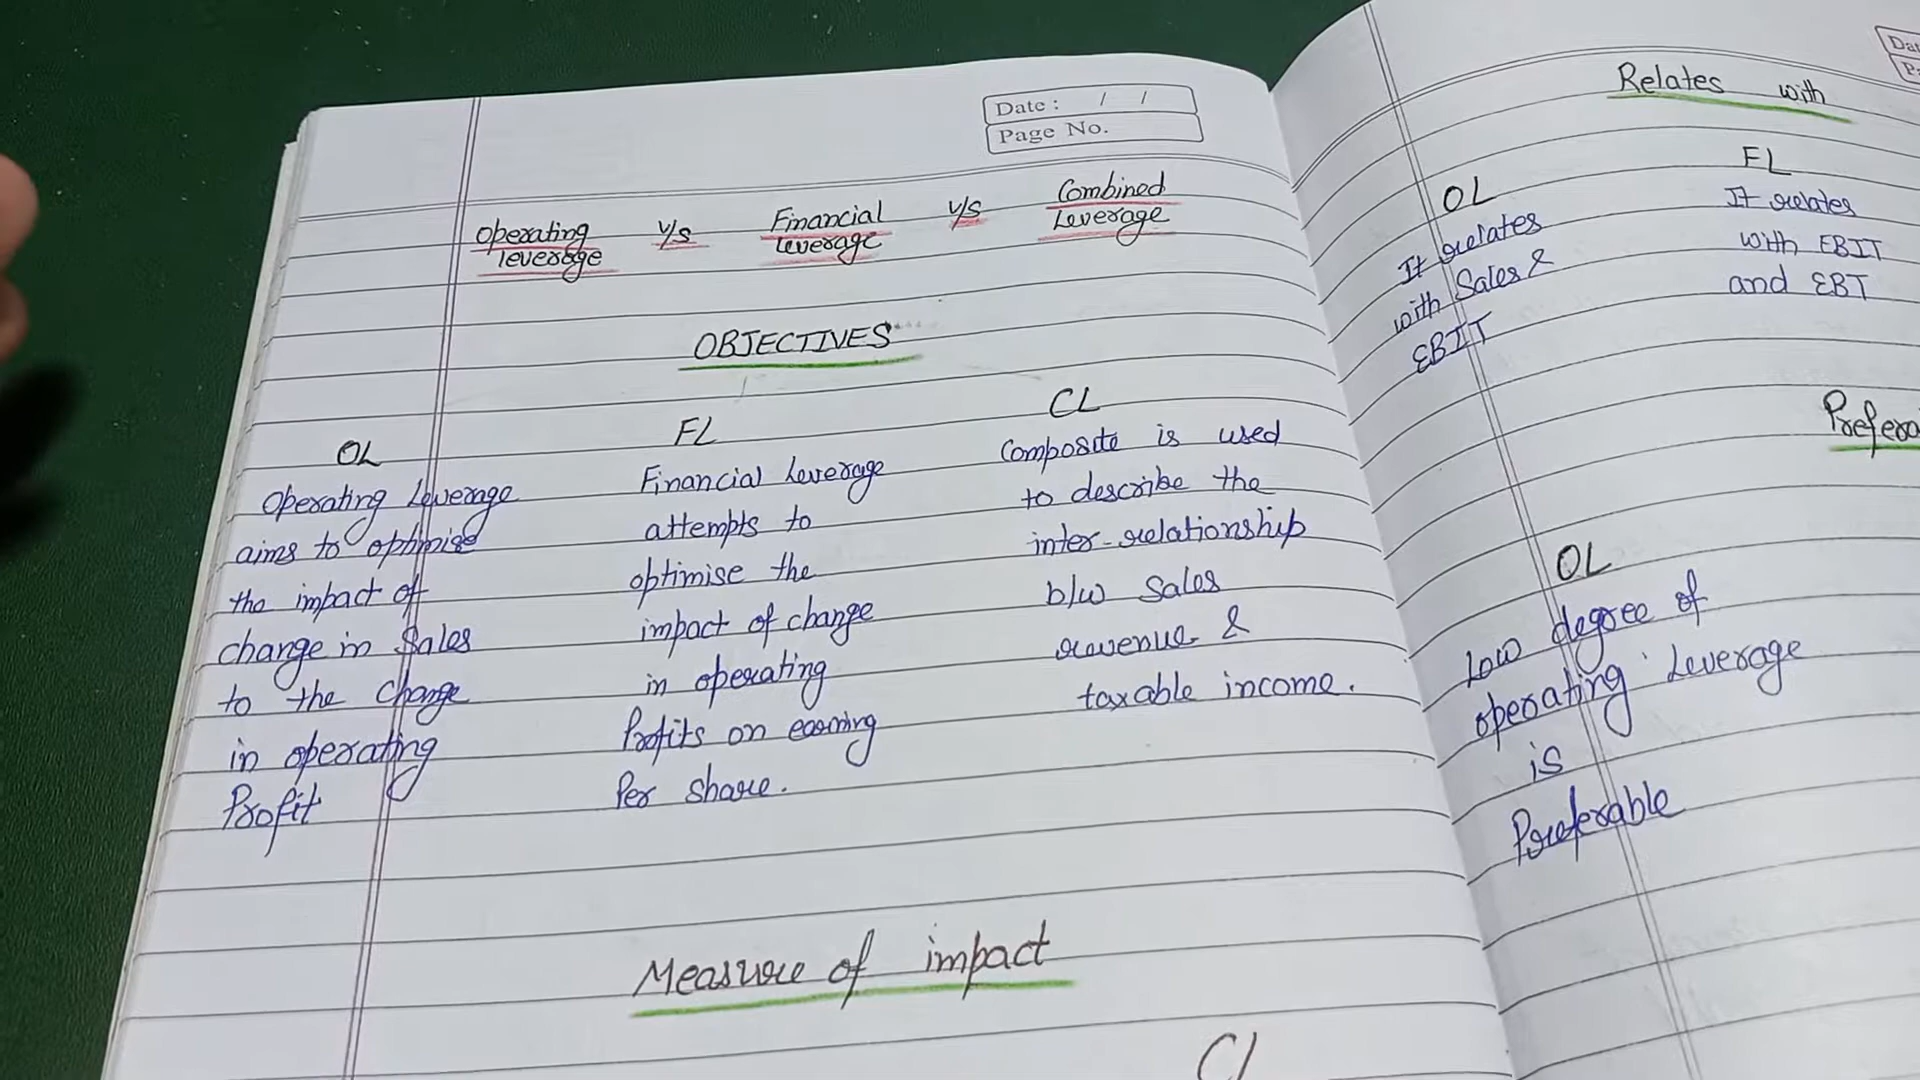 Date : / /
Page No.
Operating v/s Financial v/s Combined
leverage leverage Leverage
OBJECTIVES
OL
Operating Leverage
aims to optimise
the impact of
change in Sales
to the change
in operating
Profit
FL
Financial Leverage
attempts to
optimise the
impact of change
in operating
Profits on earning
Per share.
CL
Composite is used
to describe the
inter-relationship
b/w Sales
revenue &
taxable income.
Measure of impact
CL
Relates with
OL
It relates
with Sales &
EBIT
FL
It relates
with EBIT
and EBT
OL
Low degree of
operating Leverage
is
Preferable